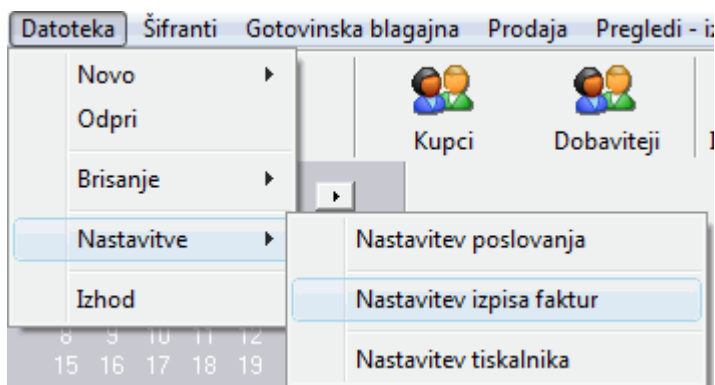 Datoteka Šifranti Gotovinska blagajna Prodaja Pregledi - iz
Novo
Odpri
Kupci Dobaviteji
Brisanje
Nastavitve
Nastavitev poslovanja
Izhod
Nastavitev izpisa faktur
8 9 10 11 12
15 16 17 18 19
Nastavitev tiskalnika